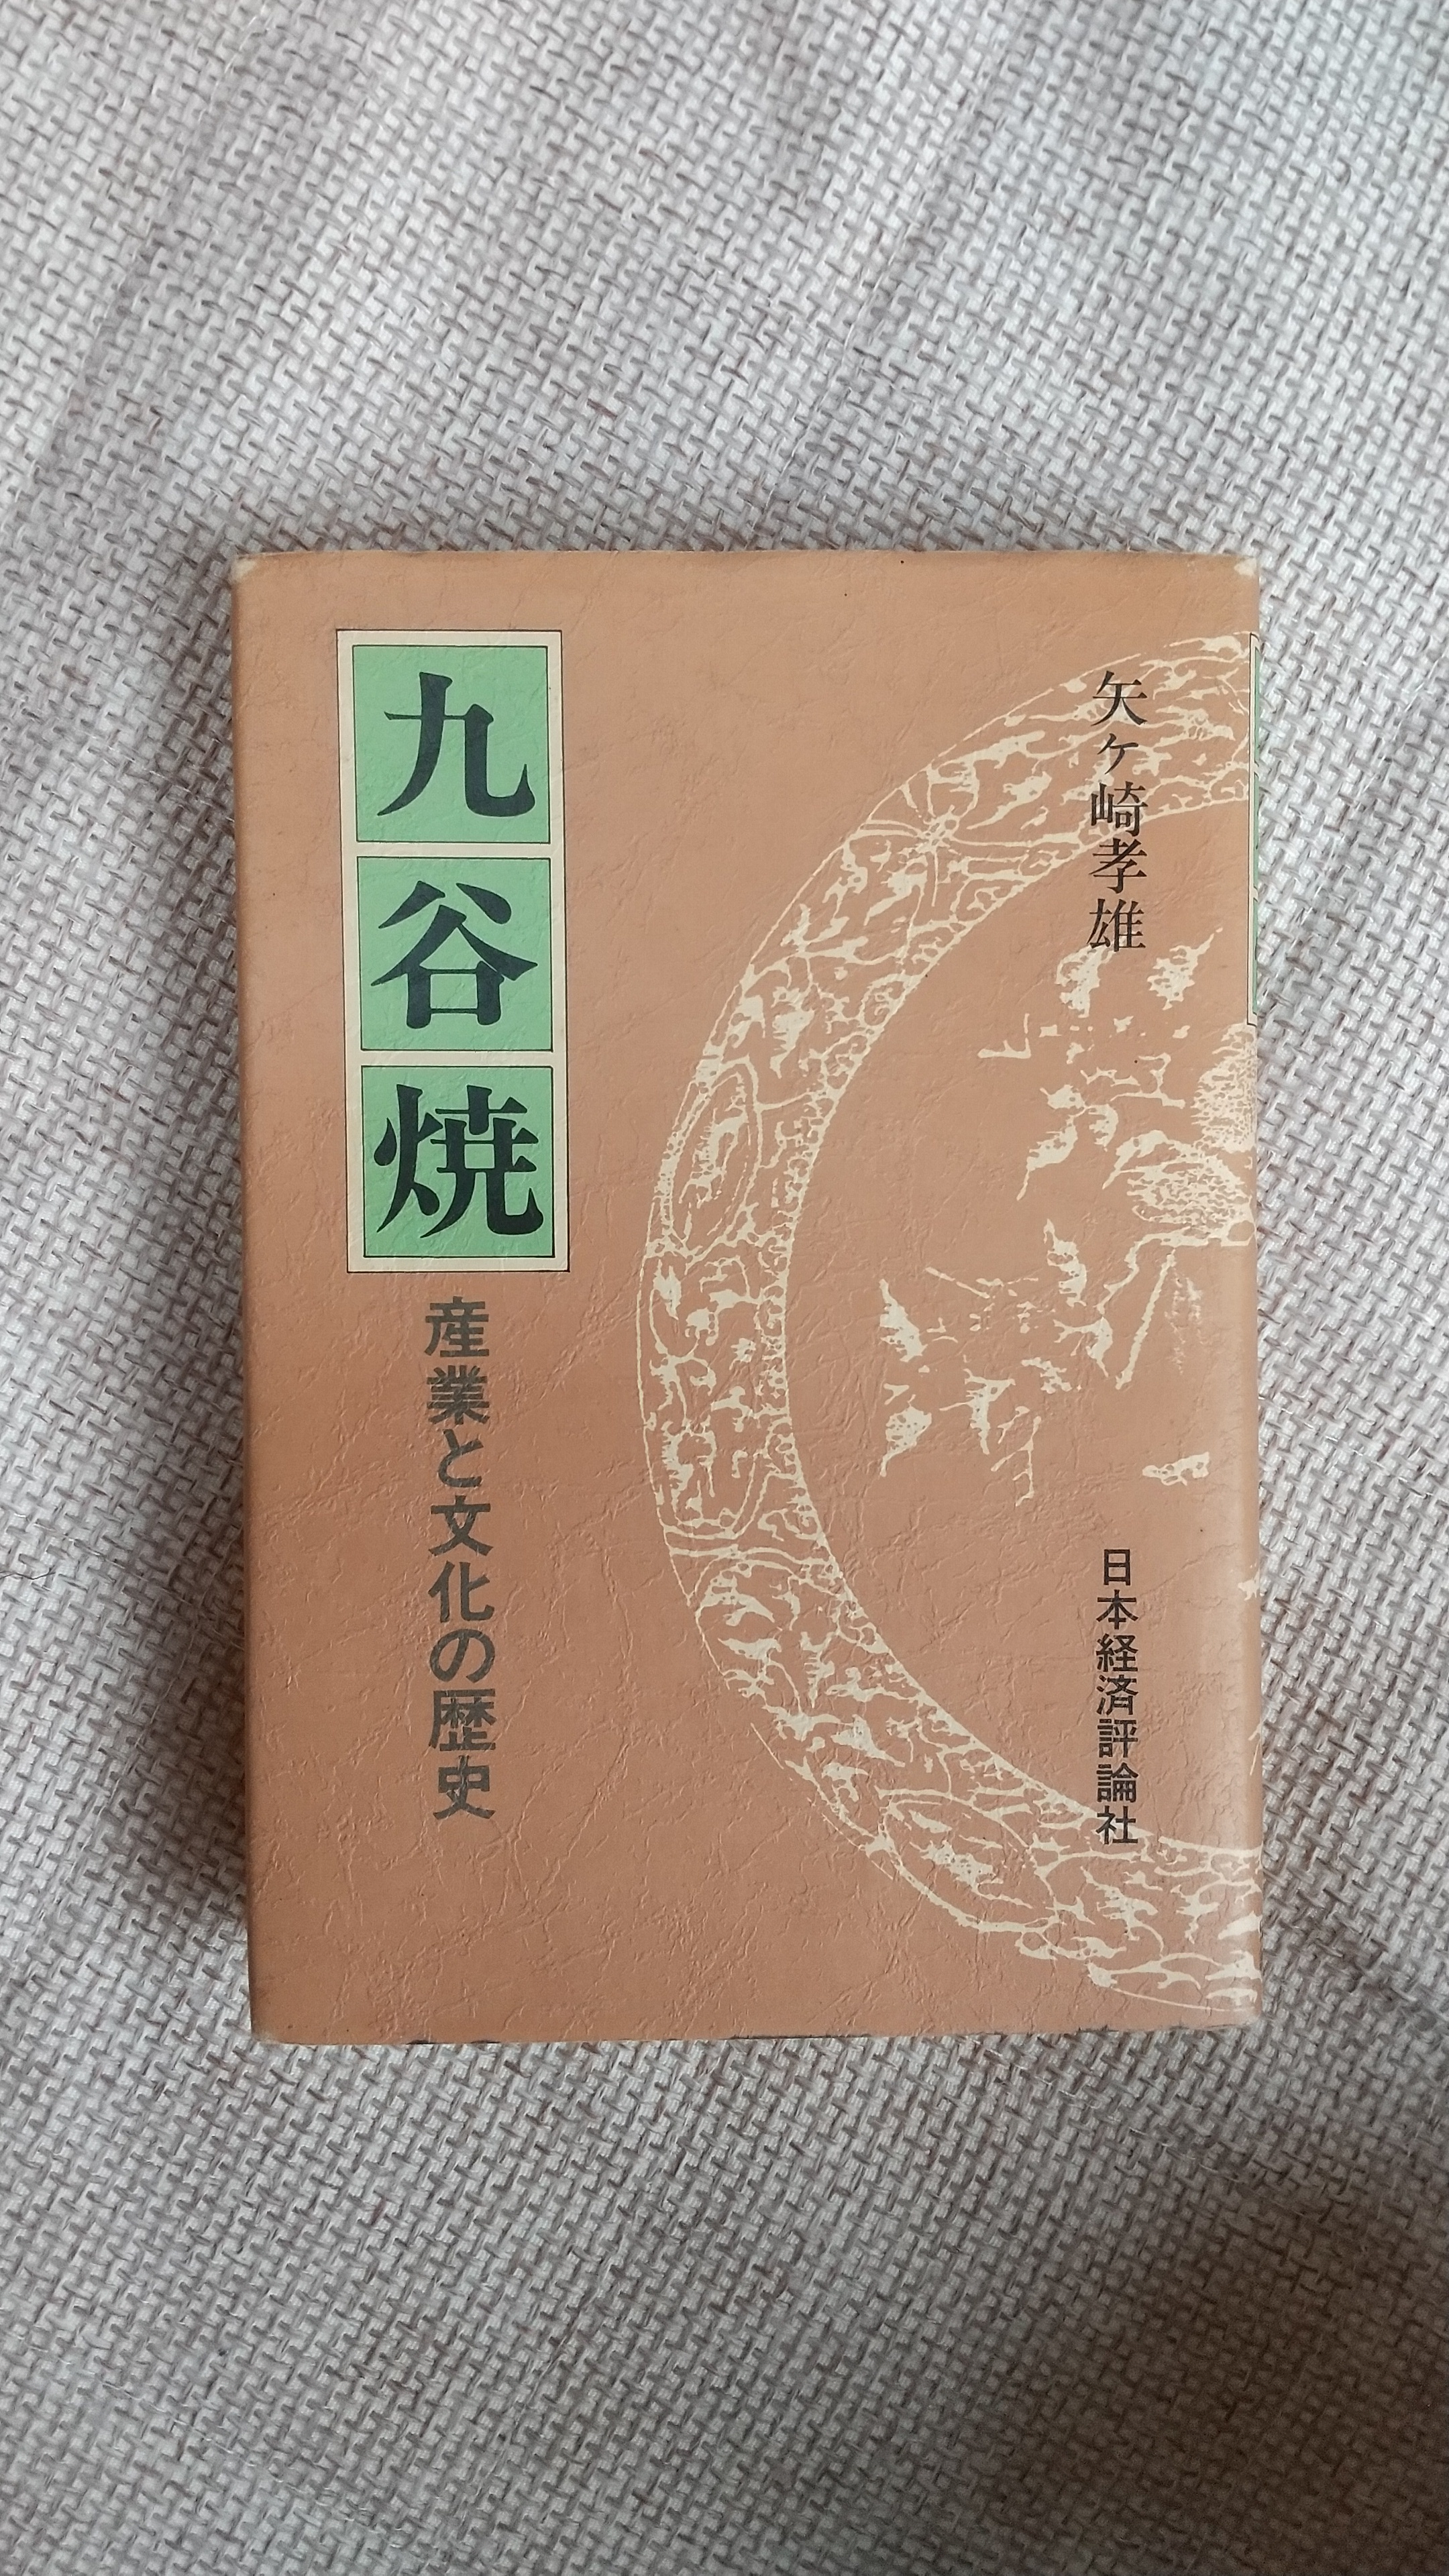 九谷焼
産業と文化の歴史
矢ケ崎孝雄
日本経済評論社